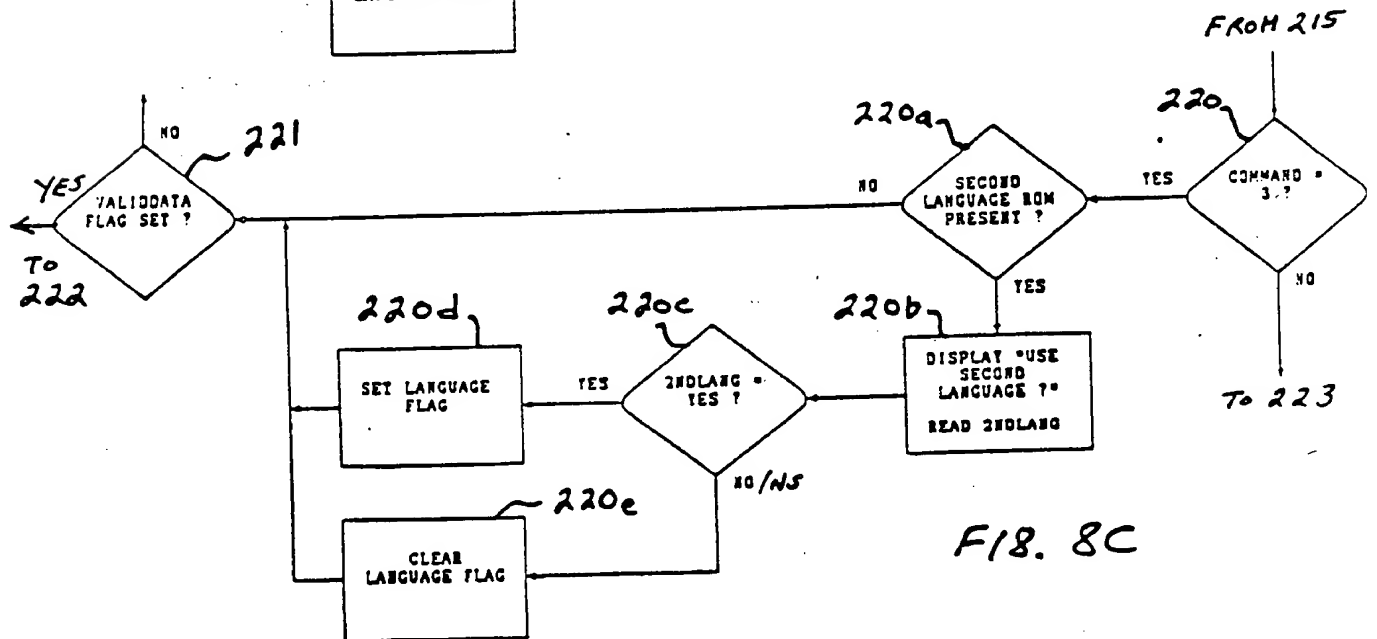 FROM 215
220
COMMAND =
3.?
YES
NO
TO 223
220a
SECOND
LANGUAGE ROM
PRESENT ?
NO
YES
220b
DISPLAY "USE
SECOND
LANGUAGE ?"
READ 2NDLANG
220c
2NDLANG =
YES ?
YES
NO/NS
220d
SET LANGUAGE
FLAG
220e
CLEAR
LANGUAGE FLAG
221
VALIDDATA
FLAG SET ?
NO
YES
TO
222
FIG. 8C